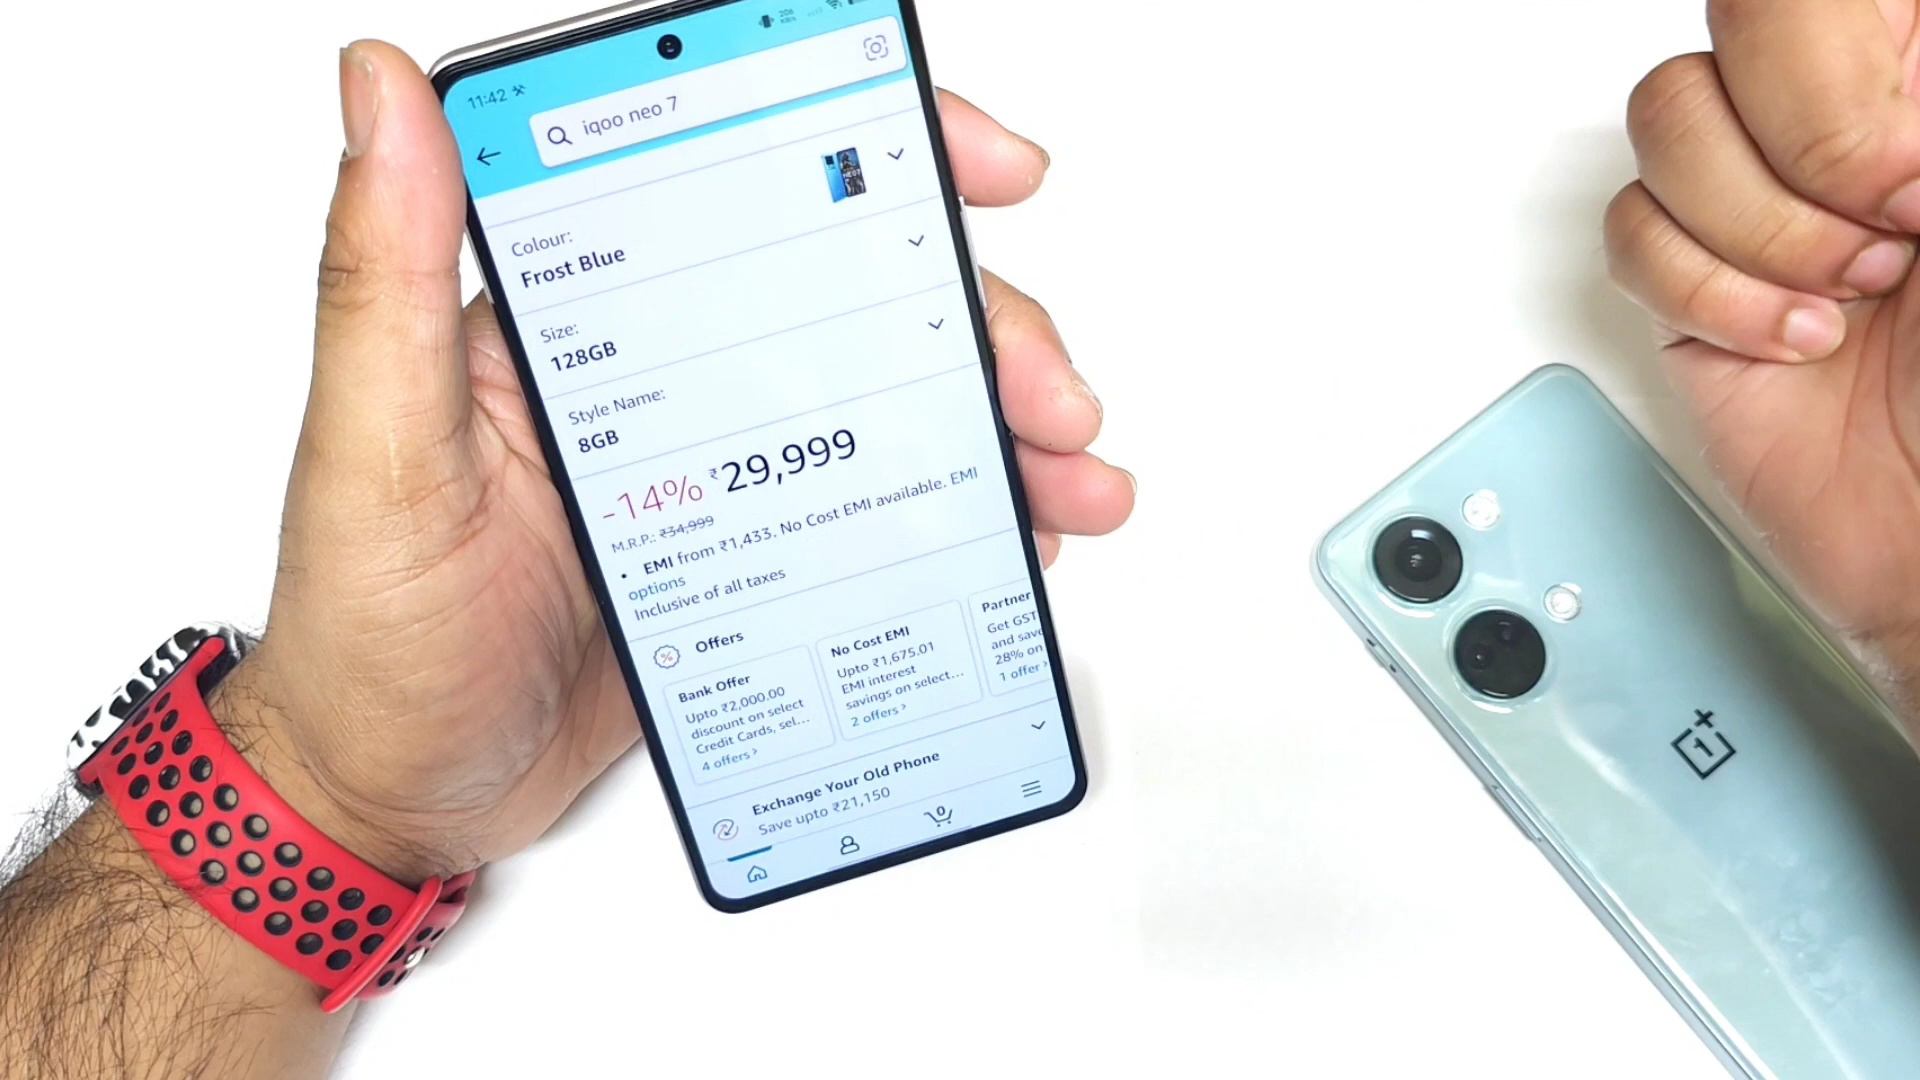 11:42
206
KB/s
iqoo neo 7
NEO7
Colour:
Frost Blue
Size:
128GB
Style Name:
8GB
-14% ₹29,999
M.R.P.: ₹34,999
• EMI from ₹1,433. No Cost EMI available. EMI
options
Inclusive of all taxes
Offers
Bank Offer
Upto ₹2,000.00
discount on select
Credit Cards, sel...
4 offers ›
No Cost EMI
Upto ₹1,675.01
EMI interest
savings on select...
2 offers ›
Partner
Get GST
and save
28% on
1 offer ›
Exchange Your Old Phone
Save upto ₹21,150
0
1+